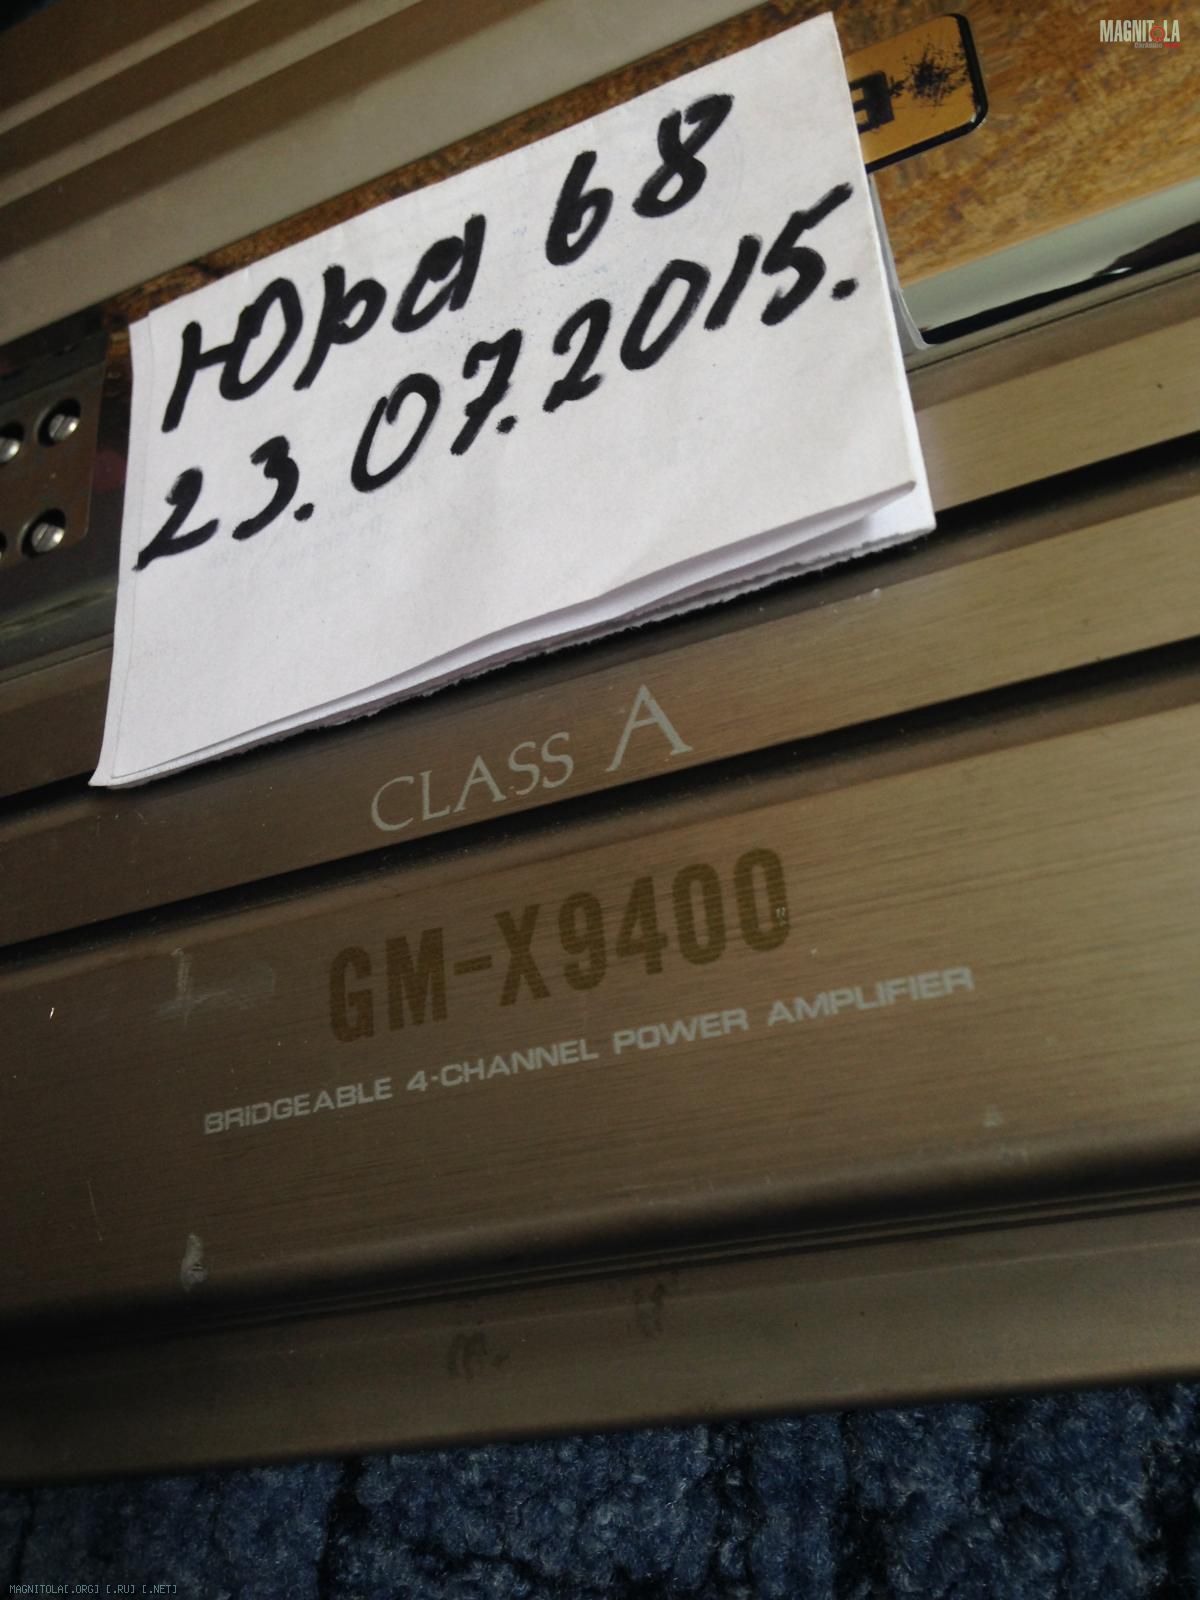 MAGNITOLA
Юра 68
23.07.2015.
CLASS A
GM-X9400
BRIDGEABLE 4-CHANNEL POWER AMPLIFIER
MAGNITOLA[.ORG] [.RU] [.NET]